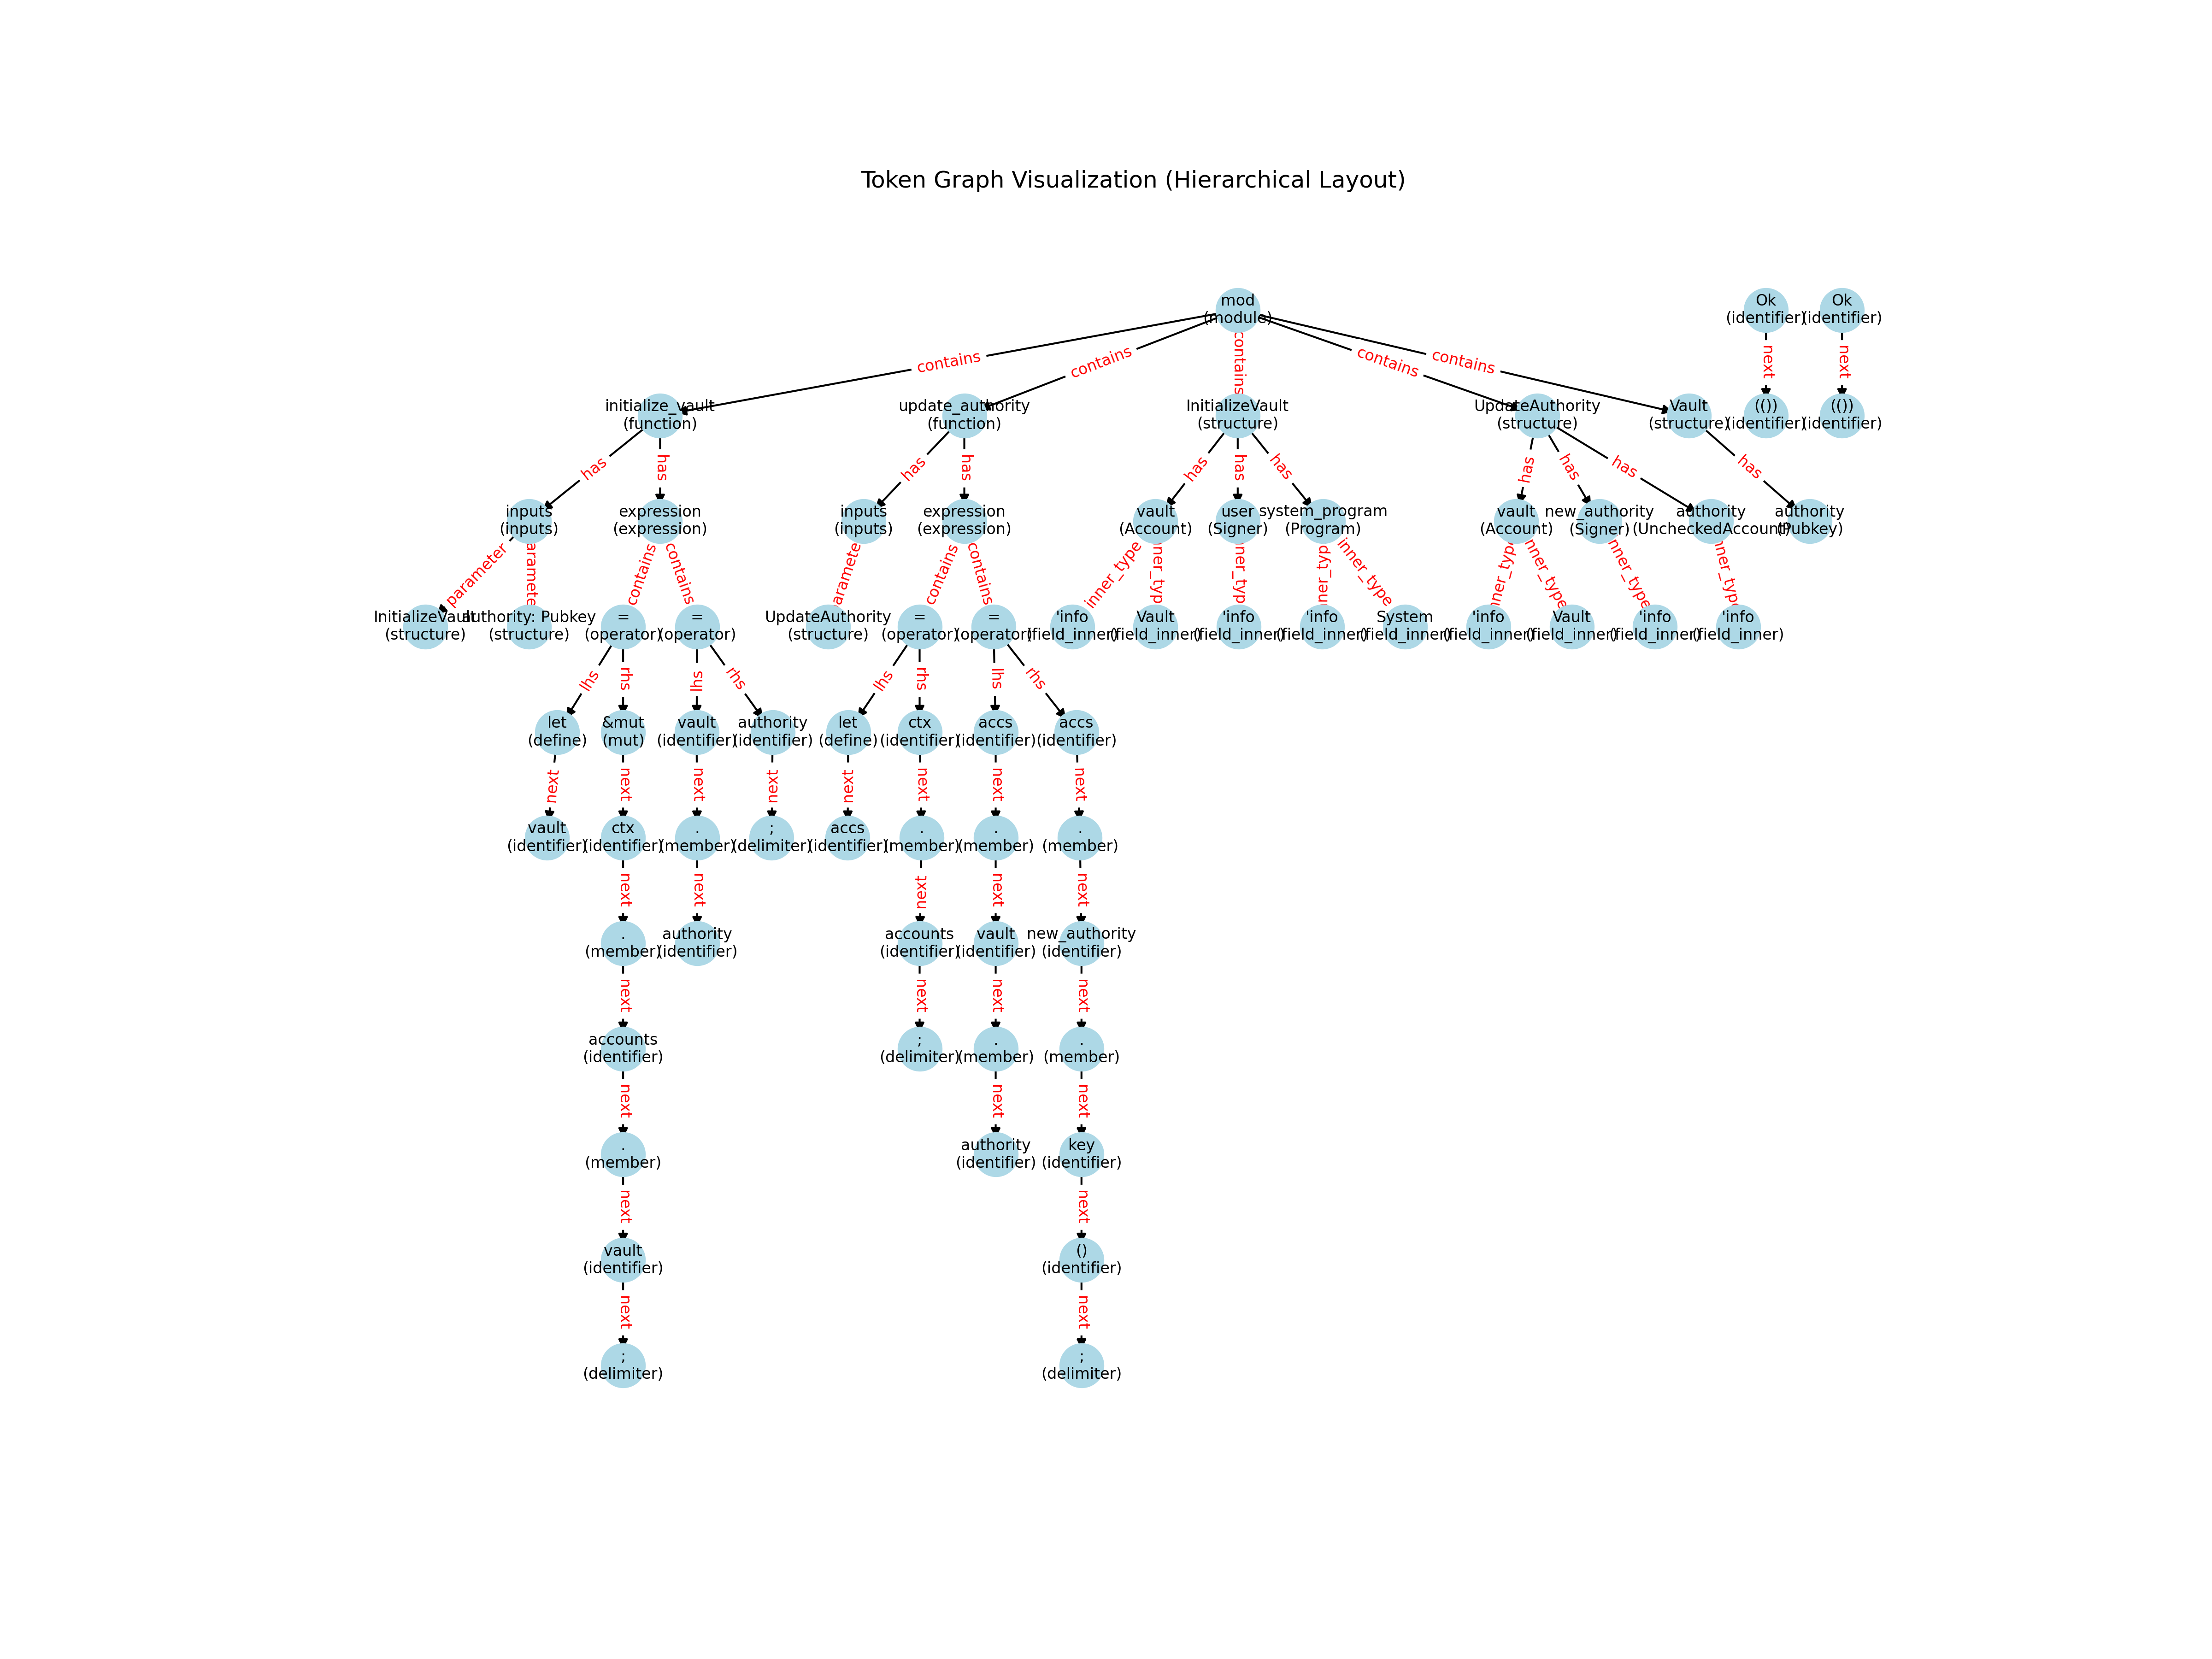 Token Graph Visualization (Hierarchical Layout)
mod
(module)
Ok
(identifier)
Ok
(identifier)
contains
contains
contains
contains
contains
next
next
initialize_vault
(function)
update_authority
(function)
InitializeVault
(structure)
UpdateAuthority
(structure)
Vault
(structure)
(())
(identifier)
(())
(identifier)
has
has
has
has
has
has
has
has
has
has
has
inputs
(inputs)
expression
(expression)
inputs
(inputs)
expression
(expression)
vault
(Account)
user
(Signer)
system_program
(Program)
vault
(Account)
new_authority
(Signer)
authority
(UncheckedAccount)
authority
(Pubkey)
parameter
aramete
contains
contains
aramete
contains
contains
inner_type
nner_typ
nner_typ
nner_typ
inner_type
nner_type
nner_type
nner_type
nner_type
InitializeVault
(structure)
authority: Pubkey
(structure)
=
(operator)
=
(operator)
UpdateAuthority
(structure)
=
(operator)
=
(operator)
'info
(field_inner)
Vault
(field_inner)
'info
(field_inner)
'info
(field_inner)
System
(field_inner)
'info
(field_inner)
Vault
(field_inner)
'info
(field_inner)
'info
(field_inner)
lhs
rhs
lhs
rhs
lhs
rhs
lhs
rhs
let
(define)
&mut
(mut)
vault
(identifier)
authority
(identifier)
let
(define)
ctx
(identifier)
accs
(identifier)
accs
(identifier)
next
next
next
next
next
next
next
next
vault
(identifier)
ctx
(identifier)
.
(member)
;
(delimiter)
accs
(identifier)
.
(member)
.
(member)
.
(member)
next
next
next
next
next
.
(member)
authority
(identifier)
accounts
(identifier)
vault
(identifier)
new_authority
(identifier)
next
next
next
next
accounts
(identifier)
;
(delimiter)
.
(member)
.
(member)
next
next
next
.
(member)
authority
(identifier)
key
(identifier)
next
next
vault
(identifier)
()
(identifier)
next
next
;
(delimiter)
;
(delimiter)